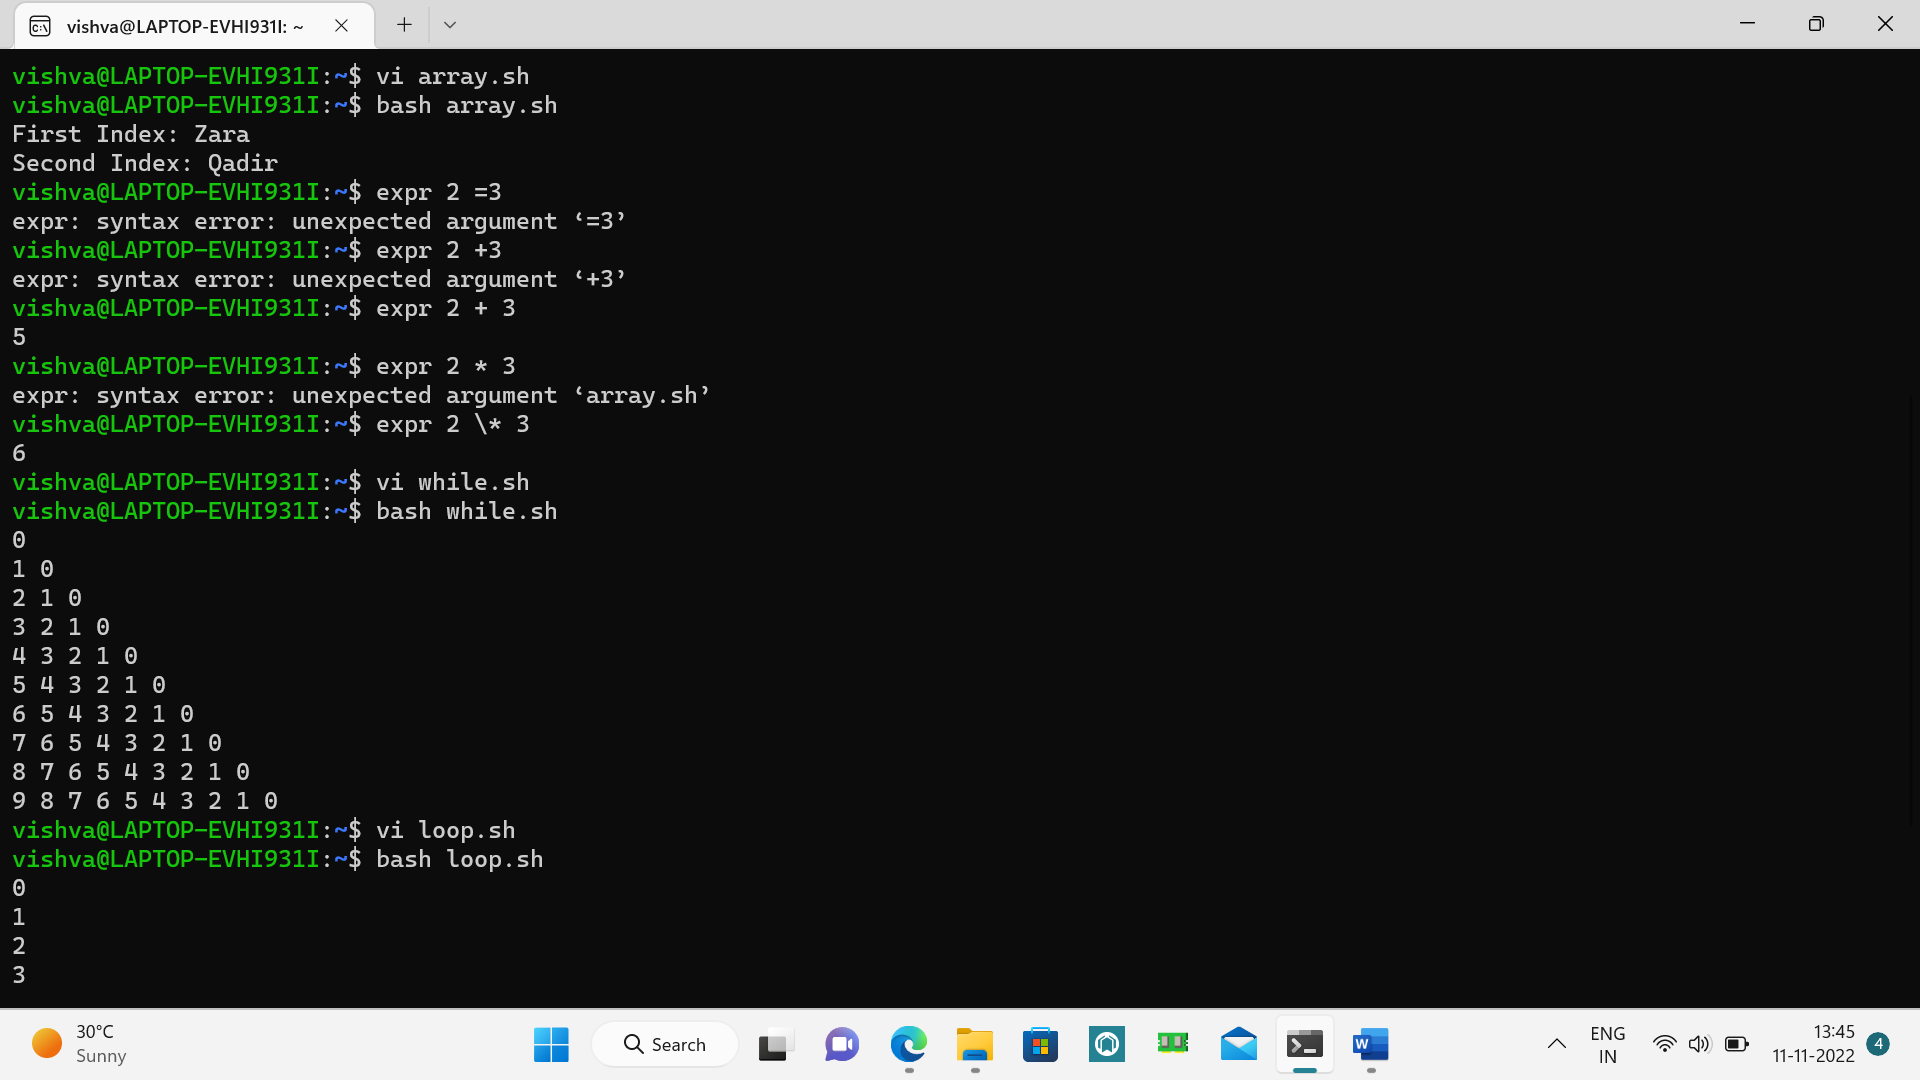 vishva@LAPTOP-EVHI931I: ~
vishva@LAPTOP-EVHI931I:~$ vi array.sh
vishva@LAPTOP-EVHI931I:~$ bash array.sh
First Index: Zara
Second Index: Qadir
vishva@LAPTOP-EVHI931I:~$ expr 2 =3
expr: syntax error: unexpected argument ‘=3’
vishva@LAPTOP-EVHI931I:~$ expr 2 +3
expr: syntax error: unexpected argument ‘+3’
vishva@LAPTOP-EVHI931I:~$ expr 2 + 3
5
vishva@LAPTOP-EVHI931I:~$ expr 2 * 3
expr: syntax error: unexpected argument ‘array.sh’
vishva@LAPTOP-EVHI931I:~$ expr 2 \* 3
6
vishva@LAPTOP-EVHI931I:~$ vi while.sh
vishva@LAPTOP-EVHI931I:~$ bash while.sh
0
1 0
2 1 0
3 2 1 0
4 3 2 1 0
5 4 3 2 1 0
6 5 4 3 2 1 0
7 6 5 4 3 2 1 0
8 7 6 5 4 3 2 1 0
9 8 7 6 5 4 3 2 1 0
vishva@LAPTOP-EVHI931I:~$ vi loop.sh
vishva@LAPTOP-EVHI931I:~$ bash loop.sh
0
1
2
3
30°C
Sunny
Search
W
ENG
IN
13:45
11-11-2022
4